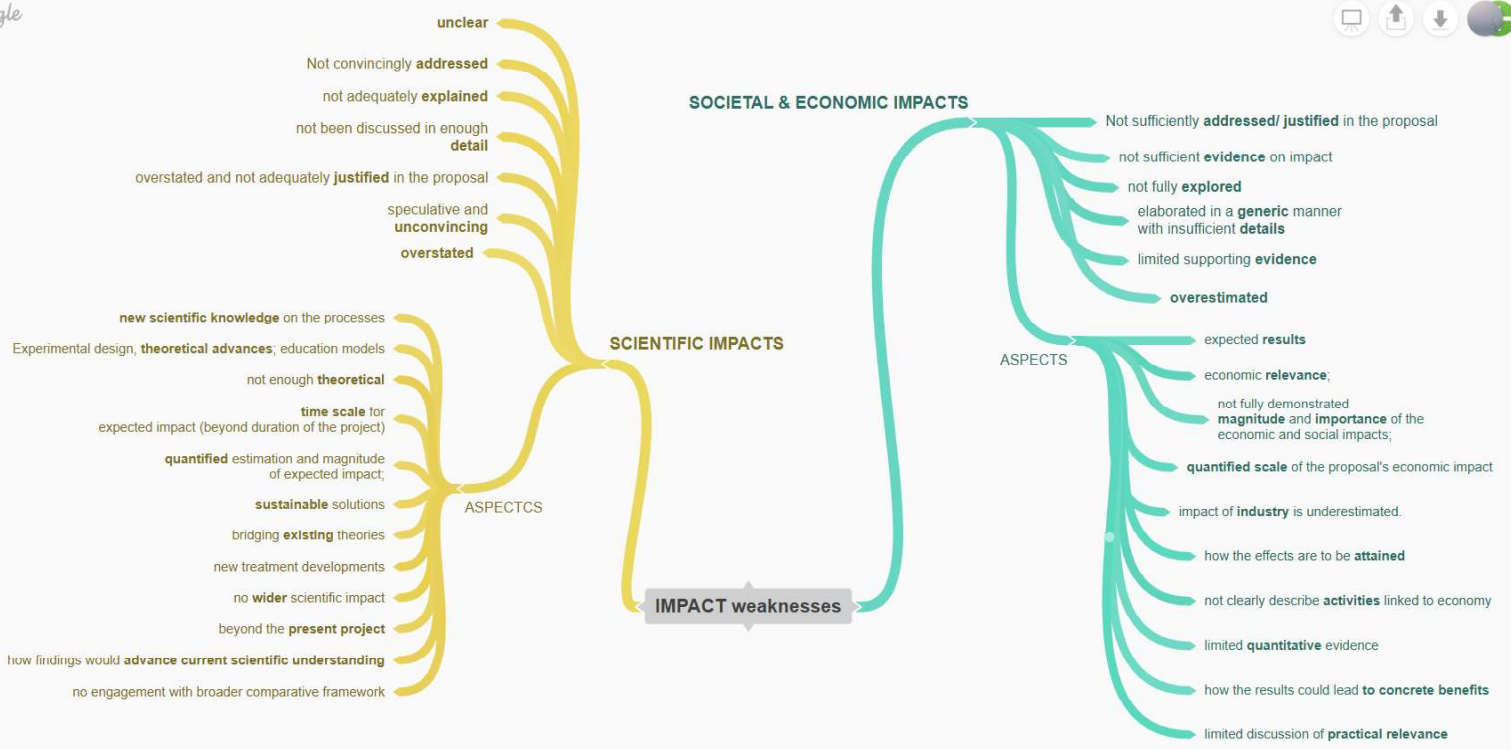 unclear
Not convincingly addressed
not adequately explained
not been discussed in enough
detail
overstated and not adequately justified in the proposal
speculative and
unconvincing
overstated
SCIENTIFIC IMPACTS
new scientific knowledge on the processes
Experimental design, theoretical advances; education models
not enough theoretical
time scale for
expected impact (beyond duration of the project)
quantified estimation and magnitude
of expected impact;
sustainable solutions
bridging existing theories
new treatment developments
no wider scientific impact
beyond the present project
how findings would advance current scientific understanding
no engagement with broader comparative framework
ASPECTCS
IMPACT weaknesses
SOCIETAL & ECONOMIC IMPACTS
Not sufficiently addressed/ justified in the proposal
not sufficient evidence on impact
not fully explored
elaborated in a generic manner
with insufficient details
limited supporting evidence
overestimated
ASPECTS
expected results
economic relevance;
not fully demonstrated
magnitude and importance of the
economic and social impacts;
quantified scale of the proposal's economic impact
impact of industry is underestimated.
how the effects are to be attained
not clearly describe activities linked to economy
limited quantitative evidence
how the results could lead to concrete benefits
limited discussion of practical relevance